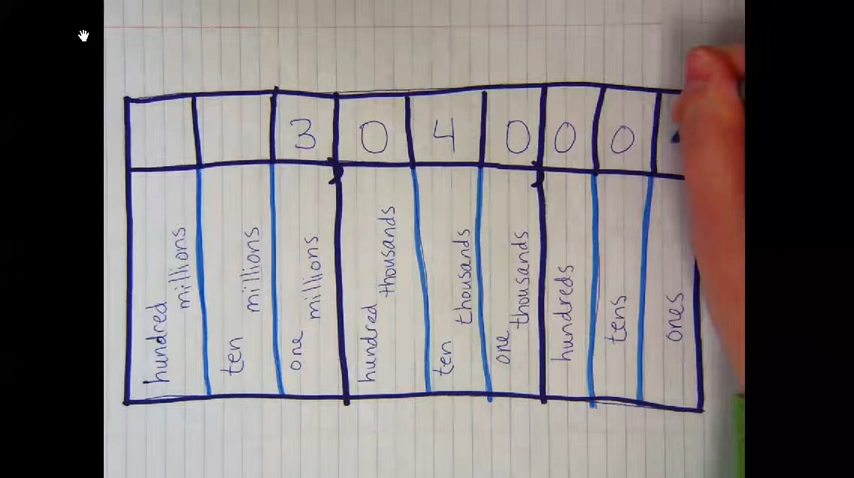 3 0 4 0 0 0
hundred
millions
ten
millions
one
millions
hundred
thousands
ten
thousands
one
thousands
hundreds
tens
ones